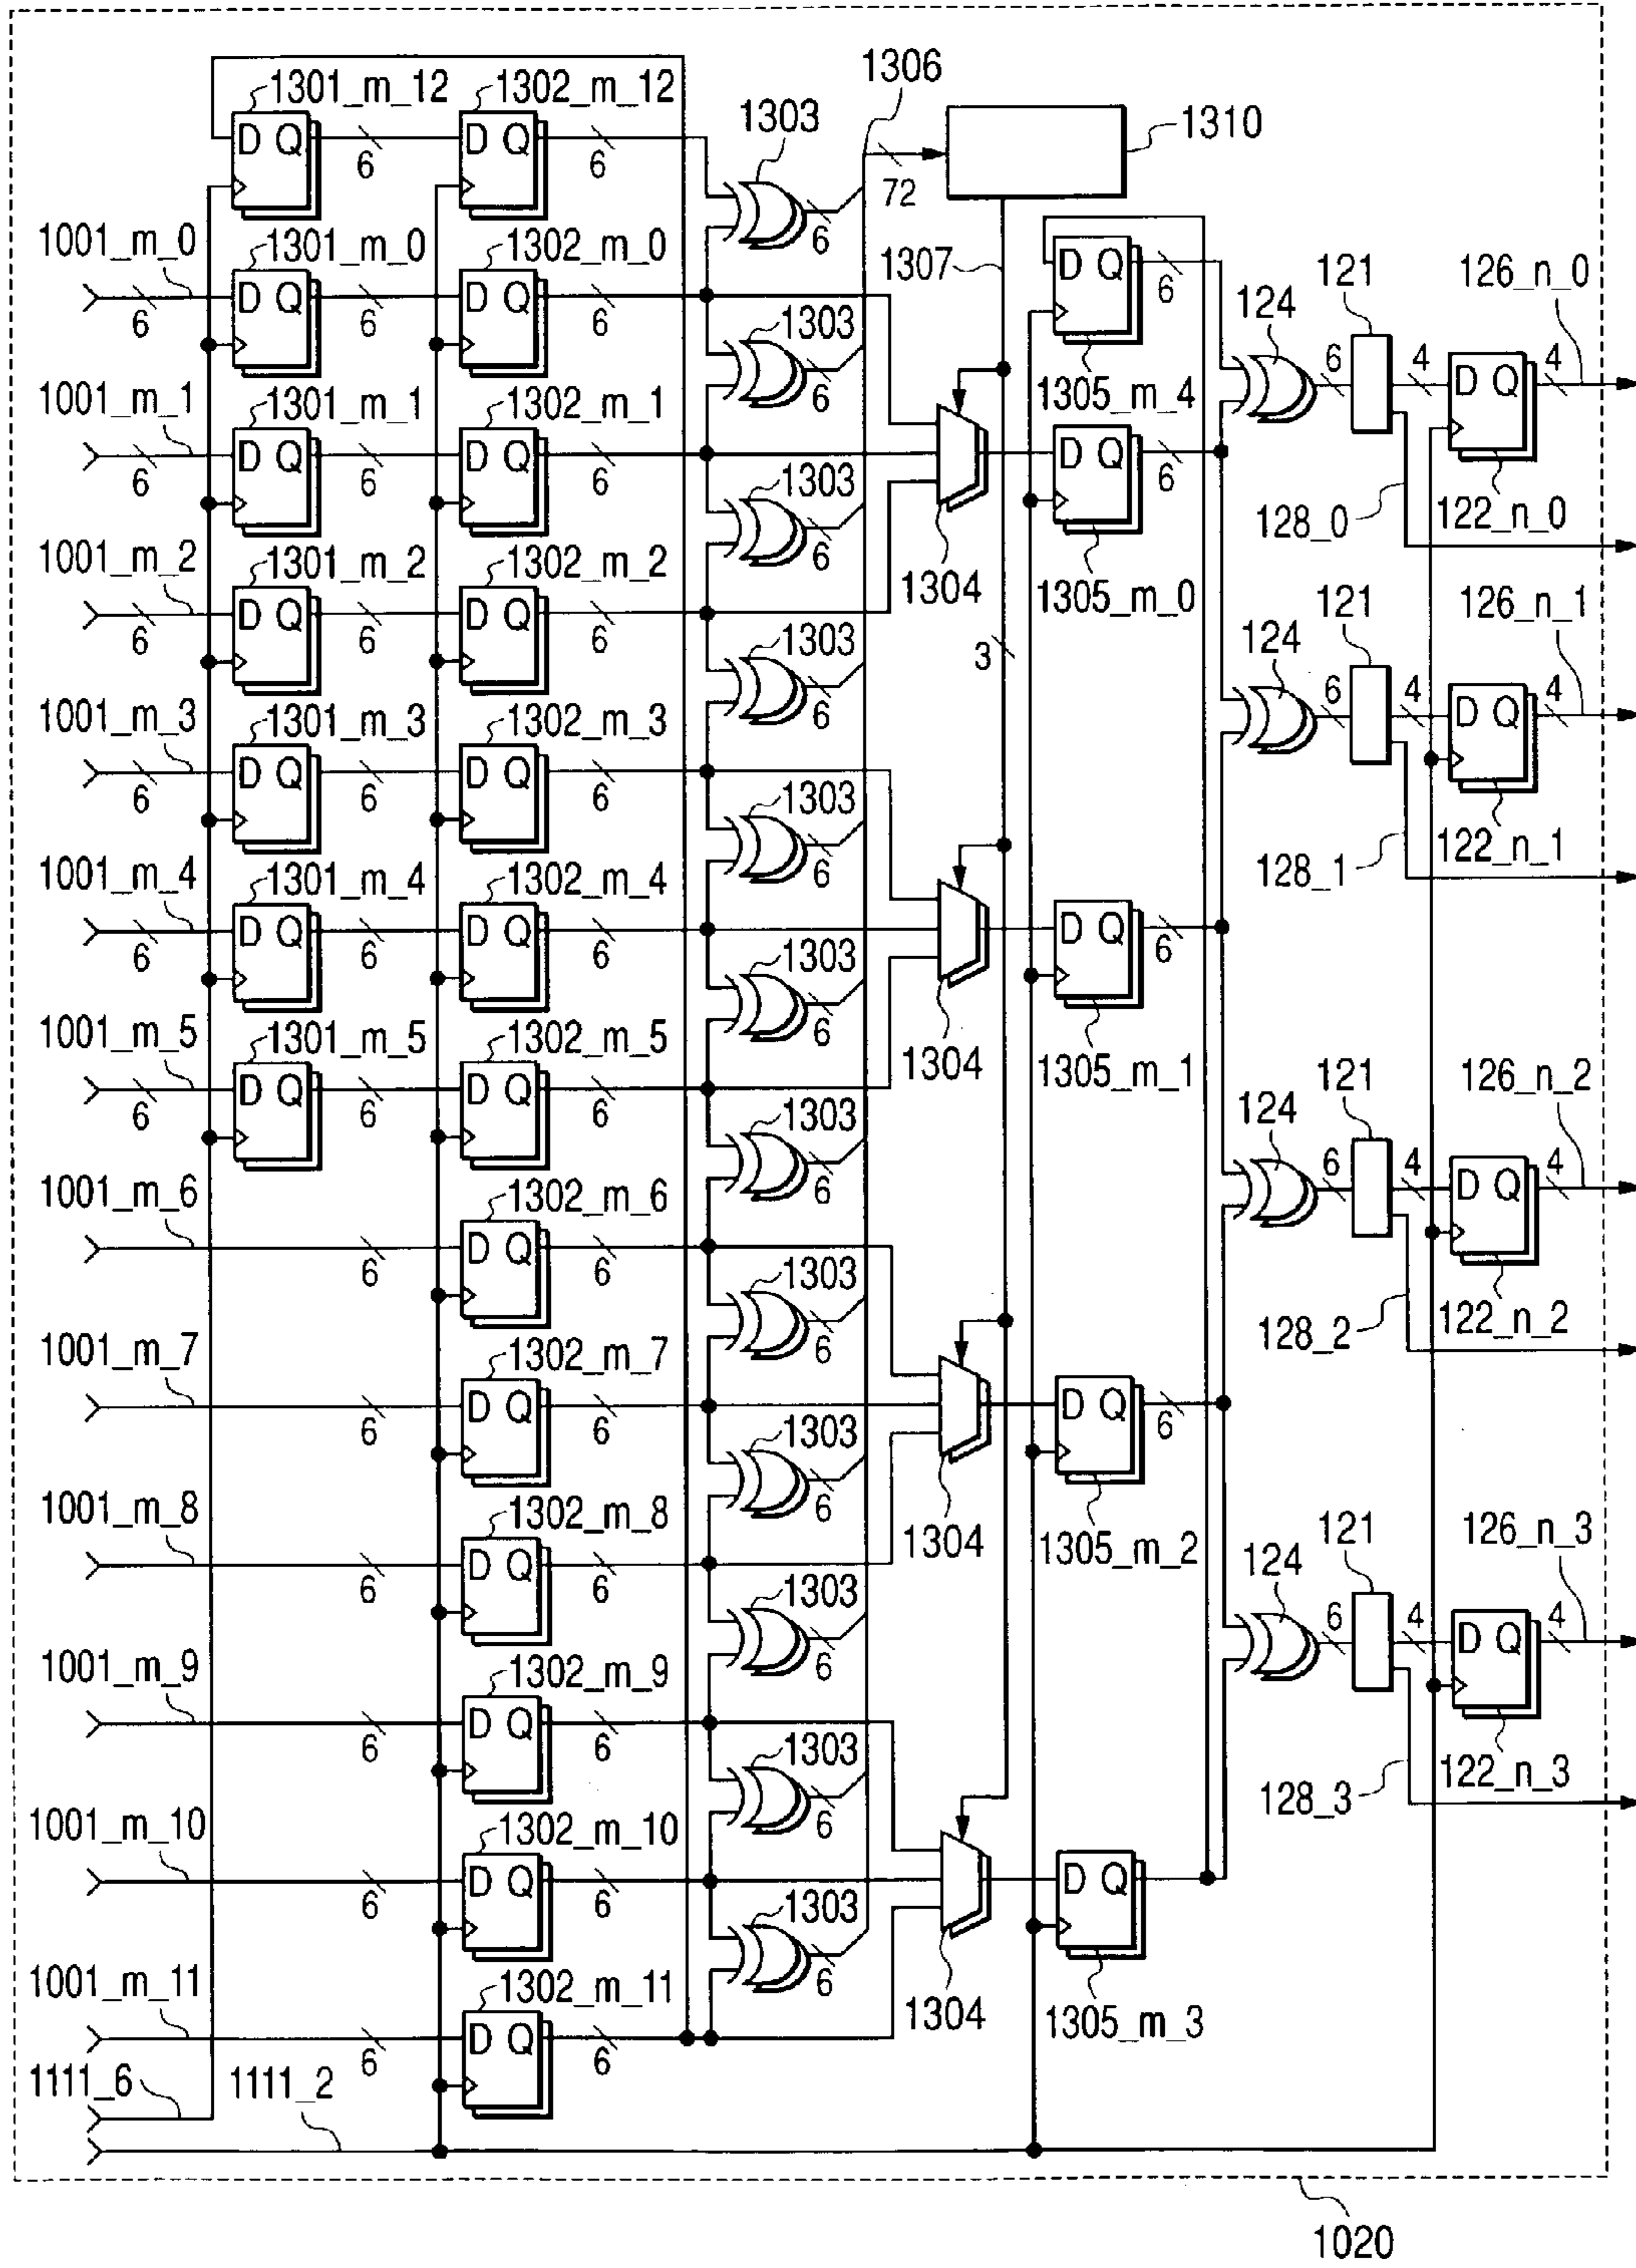 1306
1301_m_12 1302_m_12 1303 1310
D Q D Q
6 6 72
6
1001_m_0 1301_m_0 1302_m_0 1307 D Q 121 126_n_0
D Q D Q 6 124
6 6 6 1303 6 4 4
D Q
6 1305_m_4
1001_m_1 1301_m_1 1302_m_1
D Q D Q D Q
6 6 6 1303 6 128_0 122_n_0
6 1304 1305_m_0
1001_m_2 1301_m_2 1302_m_2 121 126_n_1
D Q D Q
6 6 6 1303 3 124
6 6 4 D Q 4
1001_m_3 1301_m_3 1302_m_3
D Q D Q
6 6 6 1303
6 128_1 122_n_1
1001_m_4 1301_m_4 1302_m_4
D Q D Q D Q
6 6 6 1303 6
6
1001_m_5 1301_m_5 1302_m_5 1304 1305_m_1 121 126_n_2
D Q D Q
6 6 6 1303 124
6 6 4 D Q 4
1001_m_6 1302_m_6
D Q
6 6 1303
6 128_2 122_n_2
1001_m_7 1302_m_7
D Q D Q
6 6 1303 6
6
1001_m_8 1302_m_8 1304 1305_m_2 121 126_n_3
D Q
6 6 1303 124
6 6 4 D Q 4
1001_m_9 1302_m_9
D Q
6 6 1303
6 128_3 122_n_3
1001_m_10 1302_m_10
D Q D Q
6 6 1303
6
1001_m_11 1302_m_11 1304 1305_m_3
D Q
6 6
1111_6 1111_2
1020